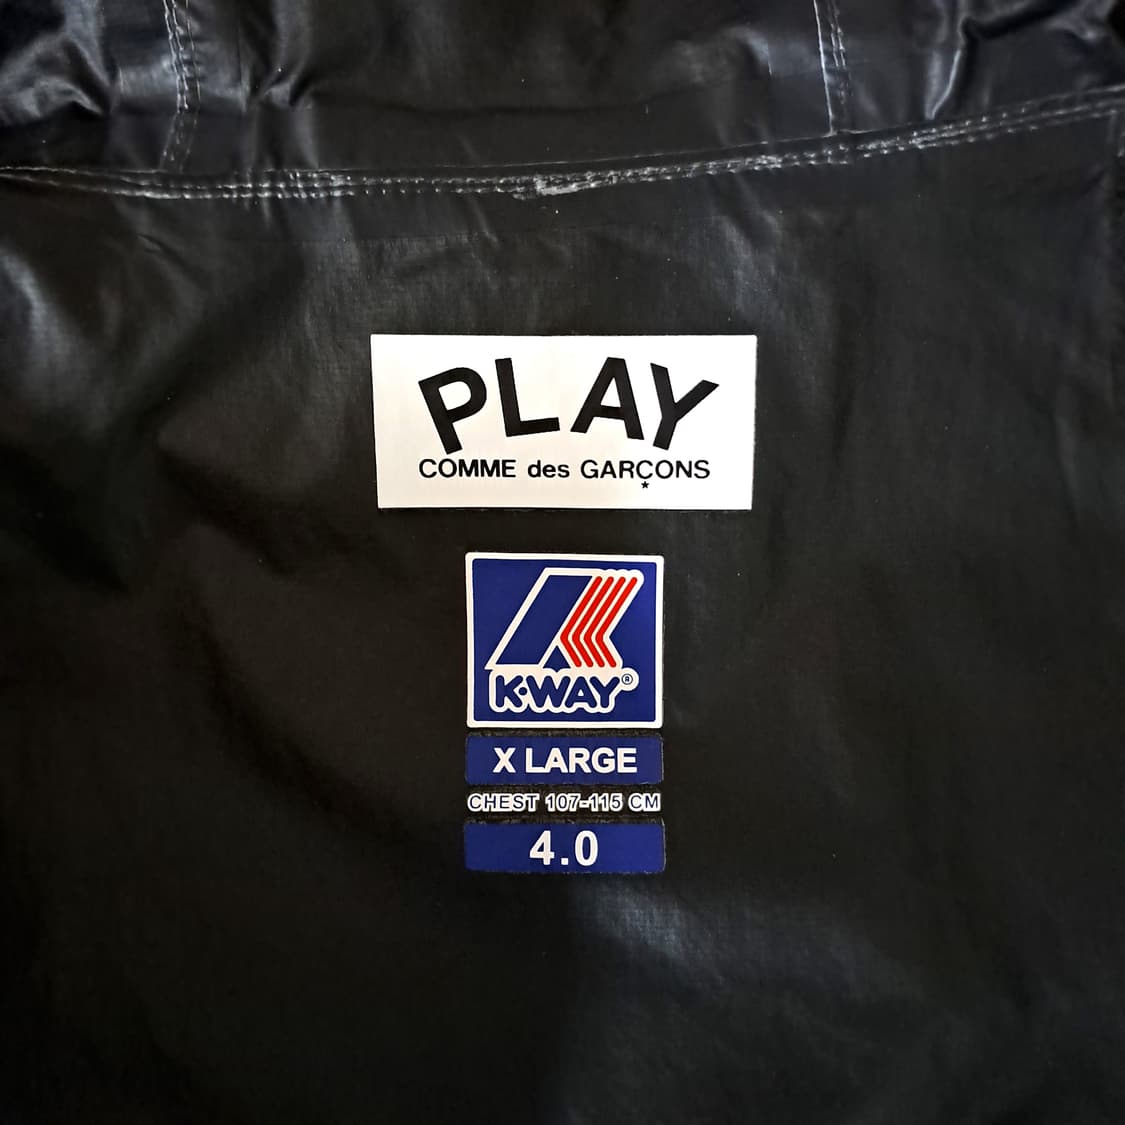 PLAY
COMME des GARÇONS
K·WAY®
X LARGE
CHEST 107-115 CM
4.0